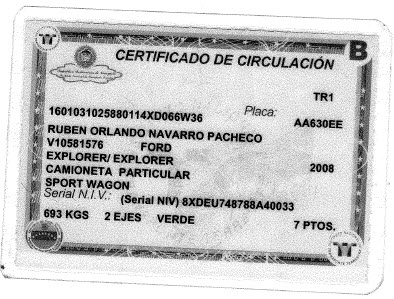 B
CERTIFICADO DE CIRCULACIÓN
TR1
1601031025880114XD066W36 Placa: AA630EE
RUBEN ORLANDO NAVARRO PACHECO
V10581576 FORD
EXPLORER/ EXPLORER 2008
CAMIONETA PARTICULAR
SPORT WAGON
Serial N.I.V.: (Serial NIV) 8XDEU748788A40033
693 KGS 2 EJES VERDE 7 PTOS.